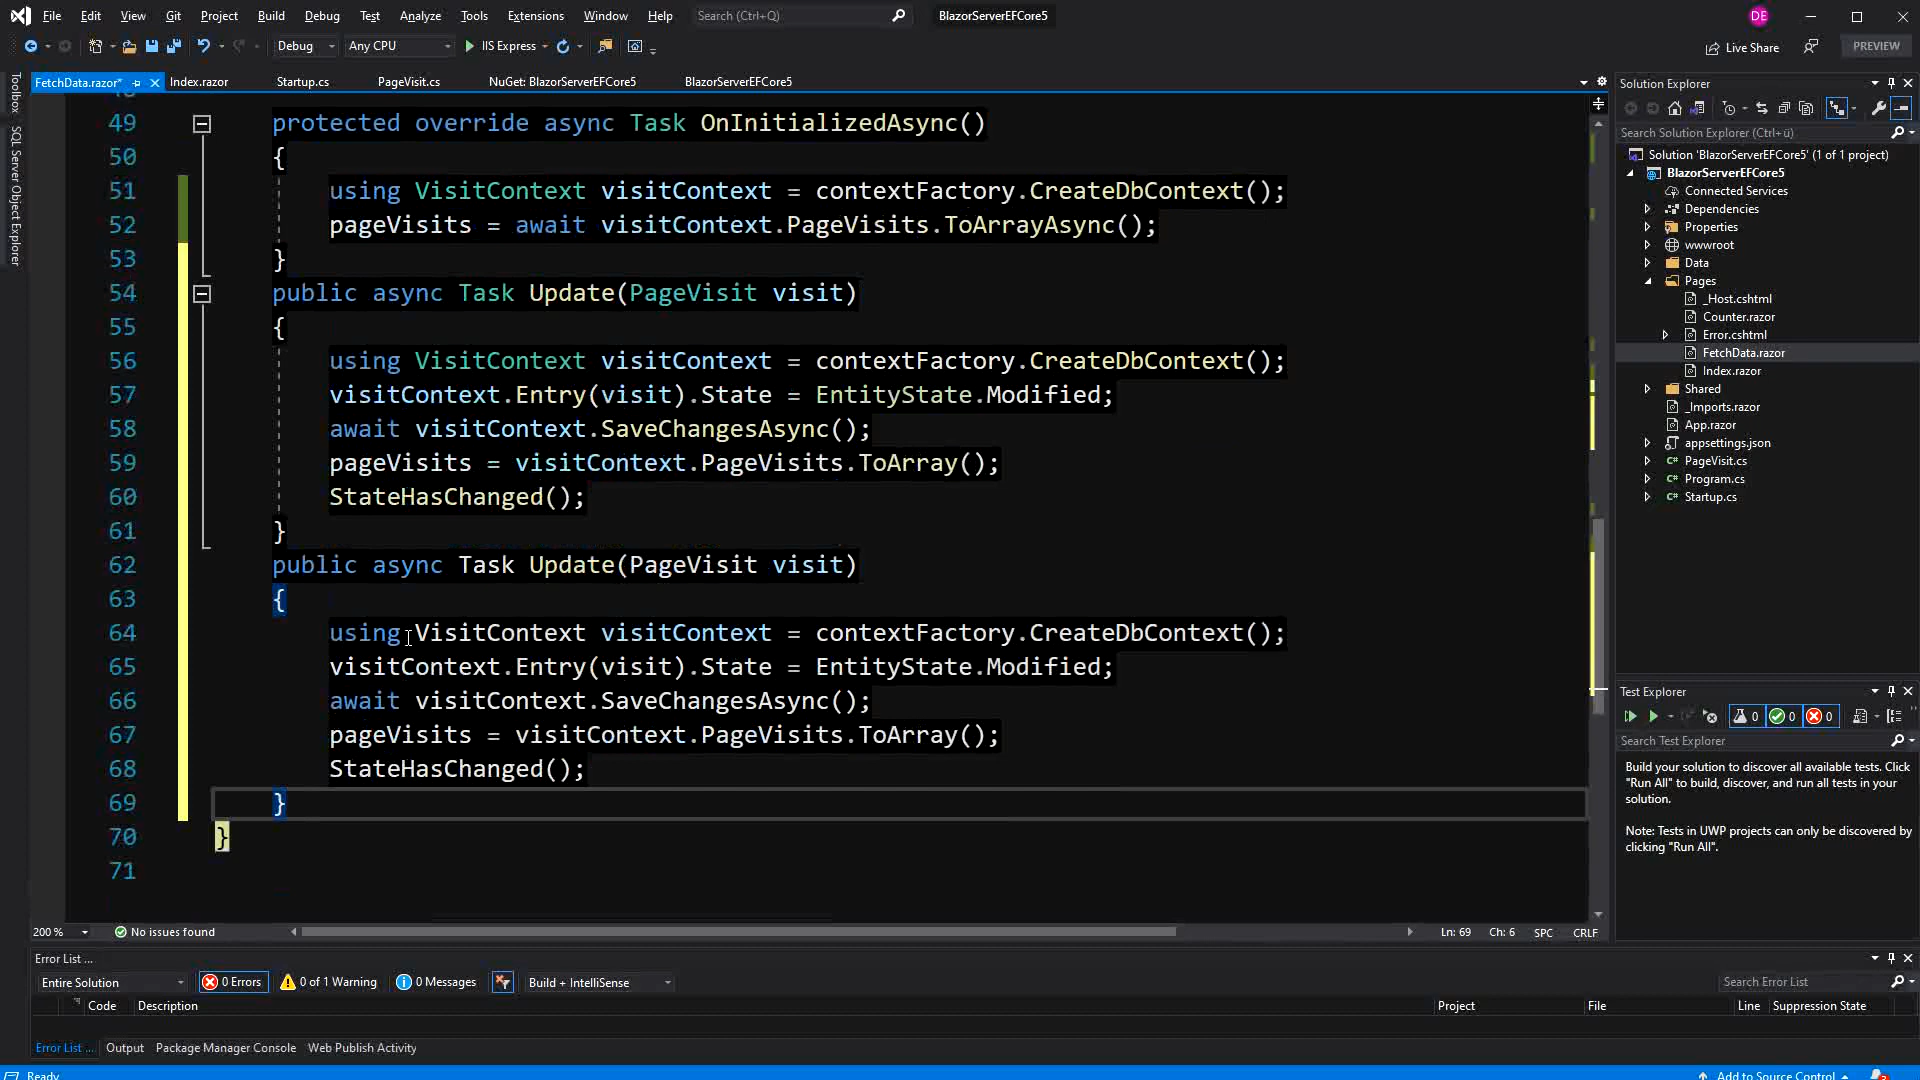 File Edit View Git Project Build Debug Test Analyze Tools Extensions Window Help Search (Ctrl+Q) BlazorServerEFCore5 DE
Debug Any CPU IIS Express Live Share PREVIEW
FetchData.razor* Index.razor Startup.cs PageVisit.cs NuGet: BlazorServerEFCore5 BlazorServerEFCore5
Toolbox
SQL Server Object Explorer
49 protected override async Task OnInitializedAsync()
50 {
51 using VisitContext visitContext = contextFactory.CreateDbContext();
52 pageVisits = await visitContext.PageVisits.ToArrayAsync();
53 }
54 public async Task Update(PageVisit visit)
55 {
56 using VisitContext visitContext = contextFactory.CreateDbContext();
57 visitContext.Entry(visit).State = EntityState.Modified;
58 await visitContext.SaveChangesAsync();
59 pageVisits = visitContext.PageVisits.ToArray();
60 StateHasChanged();
61 }
62 public async Task Update(PageVisit visit)
63 {
64 using VisitContext visitContext = contextFactory.CreateDbContext();
65 visitContext.Entry(visit).State = EntityState.Modified;
66 await visitContext.SaveChangesAsync();
67 pageVisits = visitContext.PageVisits.ToArray();
68 StateHasChanged();
69 }
70 }
71
200 % No issues found Ln: 69 Ch: 6 SPC CRLF
Solution Explorer
Search Solution Explorer (Ctrl+ü)
Solution 'BlazorServerEFCore5' (1 of 1 project)
BlazorServerEFCore5
Connected Services
Dependencies
Properties
wwwroot
Data
Pages
_Host.cshtml
Counter.razor
Error.cshtml
FetchData.razor
Index.razor
Shared
_Imports.razor
App.razor
appsettings.json
C# PageVisit.cs
C# Program.cs
C# Startup.cs
Test Explorer
0 0 0
Search Test Explorer
Build your solution to discover all available tests. Click
"Run All" to build, discover, and run all tests in your
solution.
Note: Tests in UWP projects can only be discovered by
clicking "Run All".
Error List ...
Entire Solution 0 Errors 0 of 1 Warning 0 Messages Build + IntelliSense Search Error List
Code Description Project File Line Suppression State
Error List ... Output Package Manager Console Web Publish Activity
Ready Add to Source Control